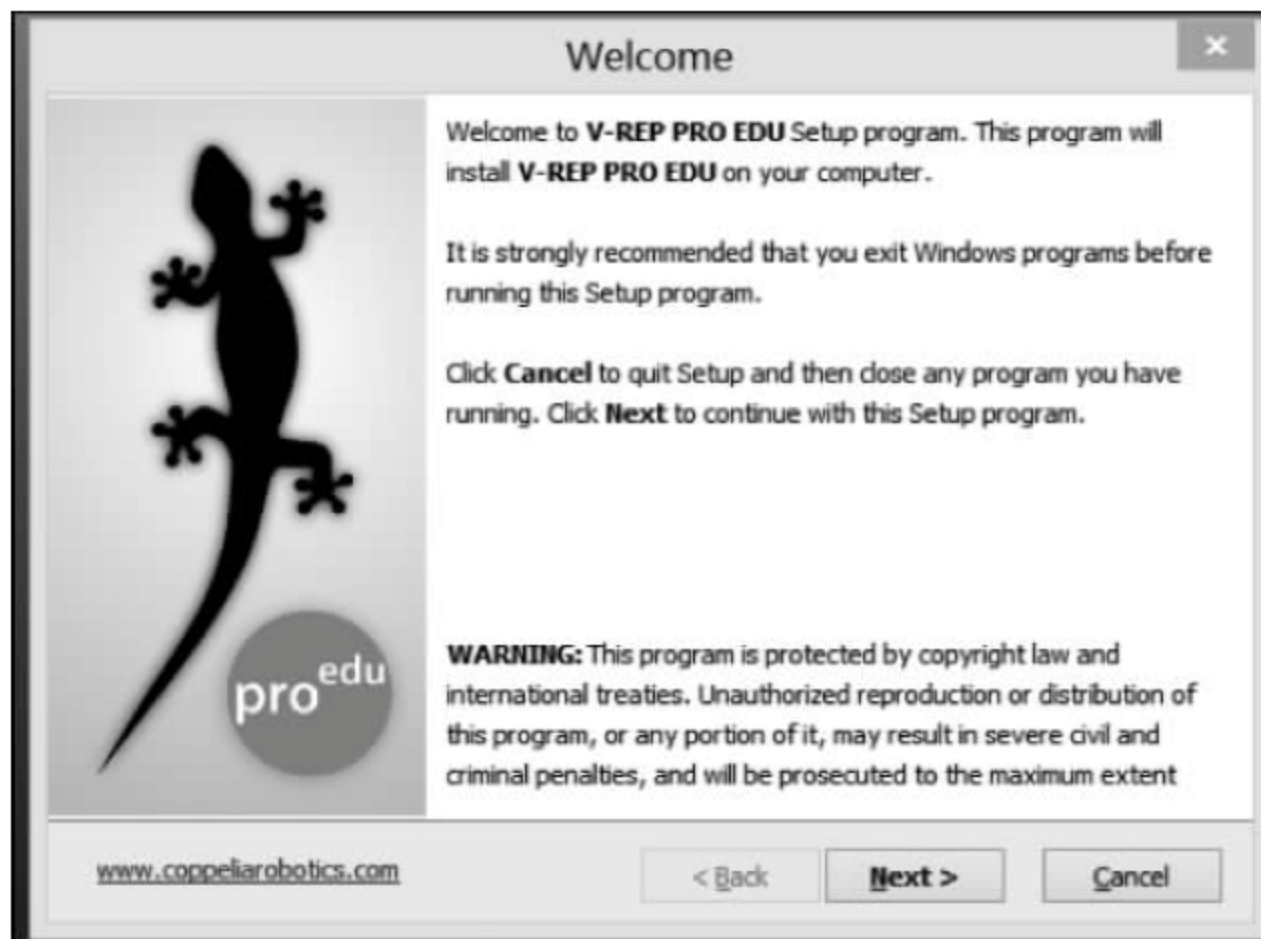 Welcome
Welcome to V-REP PRO EDU Setup program. This program will
install V-REP PRO EDU on your computer.
It is strongly recommended that you exit Windows programs before
running this Setup program.
Click Cancel to quit Setup and then close any program you have
running. Click Next to continue with this Setup program.
pro edu
WARNING: This program is protected by copyright law and
international treaties. Unauthorized reproduction or distribution of
this program, or any portion of it, may result in severe civil and
criminal penalties, and will be prosecuted to the maximum extent
www.coppeliarobotics.com
< Back
Next >
Cancel